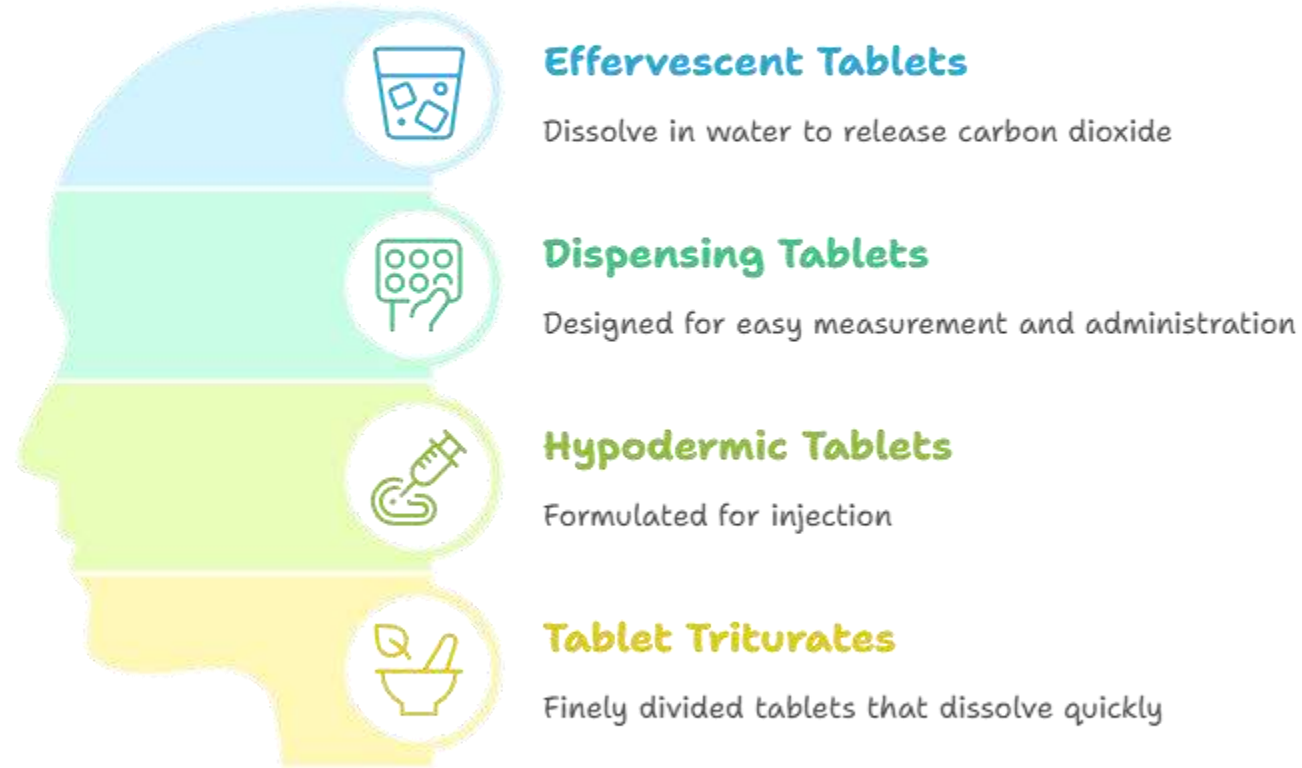 Effervescent Tablets
Dissolve in water to release carbon dioxide
Dispensing Tablets
Designed for easy measurement and administration
Hypodermic Tablets
Formulated for injection
Tablet Triturates
Finely divided tablets that dissolve quickly